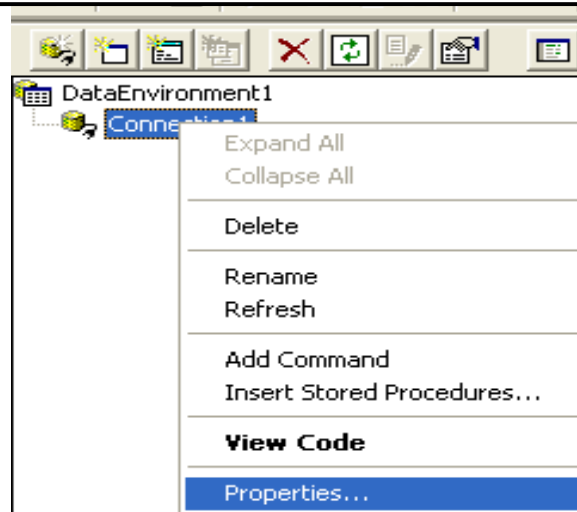 DataEnvironment1
Connection1
Expand All
Collapse All
Delete
Rename
Refresh
Add Command
Insert Stored Procedures...
View Code
Properties...